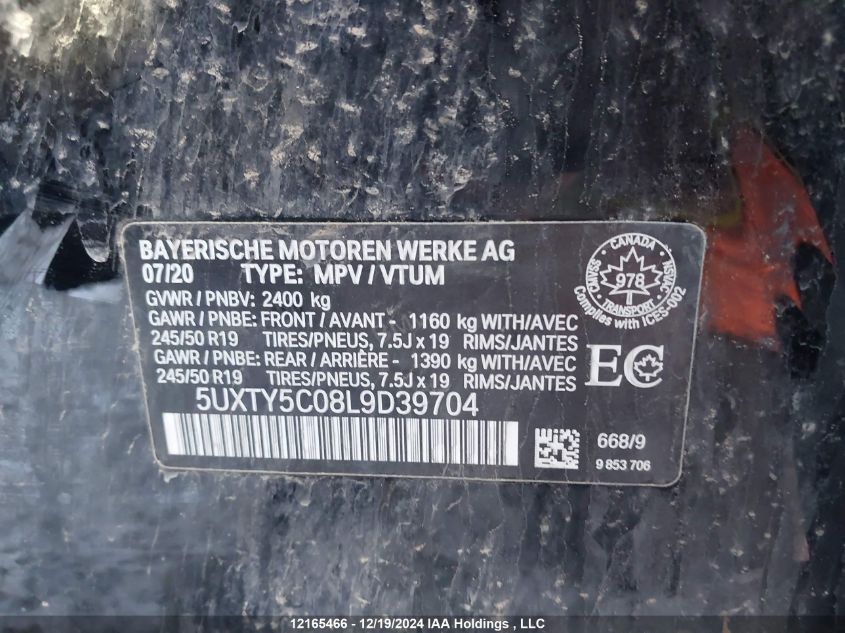 BAYERISCHE MOTOREN WERKE AG
07/20 TYPE: MPV / VTUM
GVWR / PNBV: 2400 kg
GAWR / PNBE: FRONT / AVANT - 1160 kg WITH/AVEC
245/50 R19 TIRES/PNEUS, 7.5J x 19 RIMS/JANTES
GAWR / PNBE: REAR / ARRIÈRE - 1390 kg WITH/AVEC
245/50 R19 TIRES/PNEUS, 7.5J x 19 RIMS/JANTES
5UXTY5C08L9D39704
CANADA
978
TRANSPORT
Complies with ICES-002
EC
668/9
9 853 706
12165466 - 12/19/2024 IAA Holdings , LLC